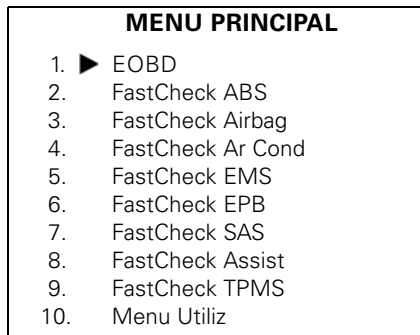 MENU PRINCIPAL
1. ▶ EOBD
2. FastCheck ABS
3. FastCheck Airbag
4. FastCheck Ar Cond
5. FastCheck EMS
6. FastCheck EPB
7. FastCheck SAS
8. FastCheck Assist
9. FastCheck TPMS
10. Menu Utiliz